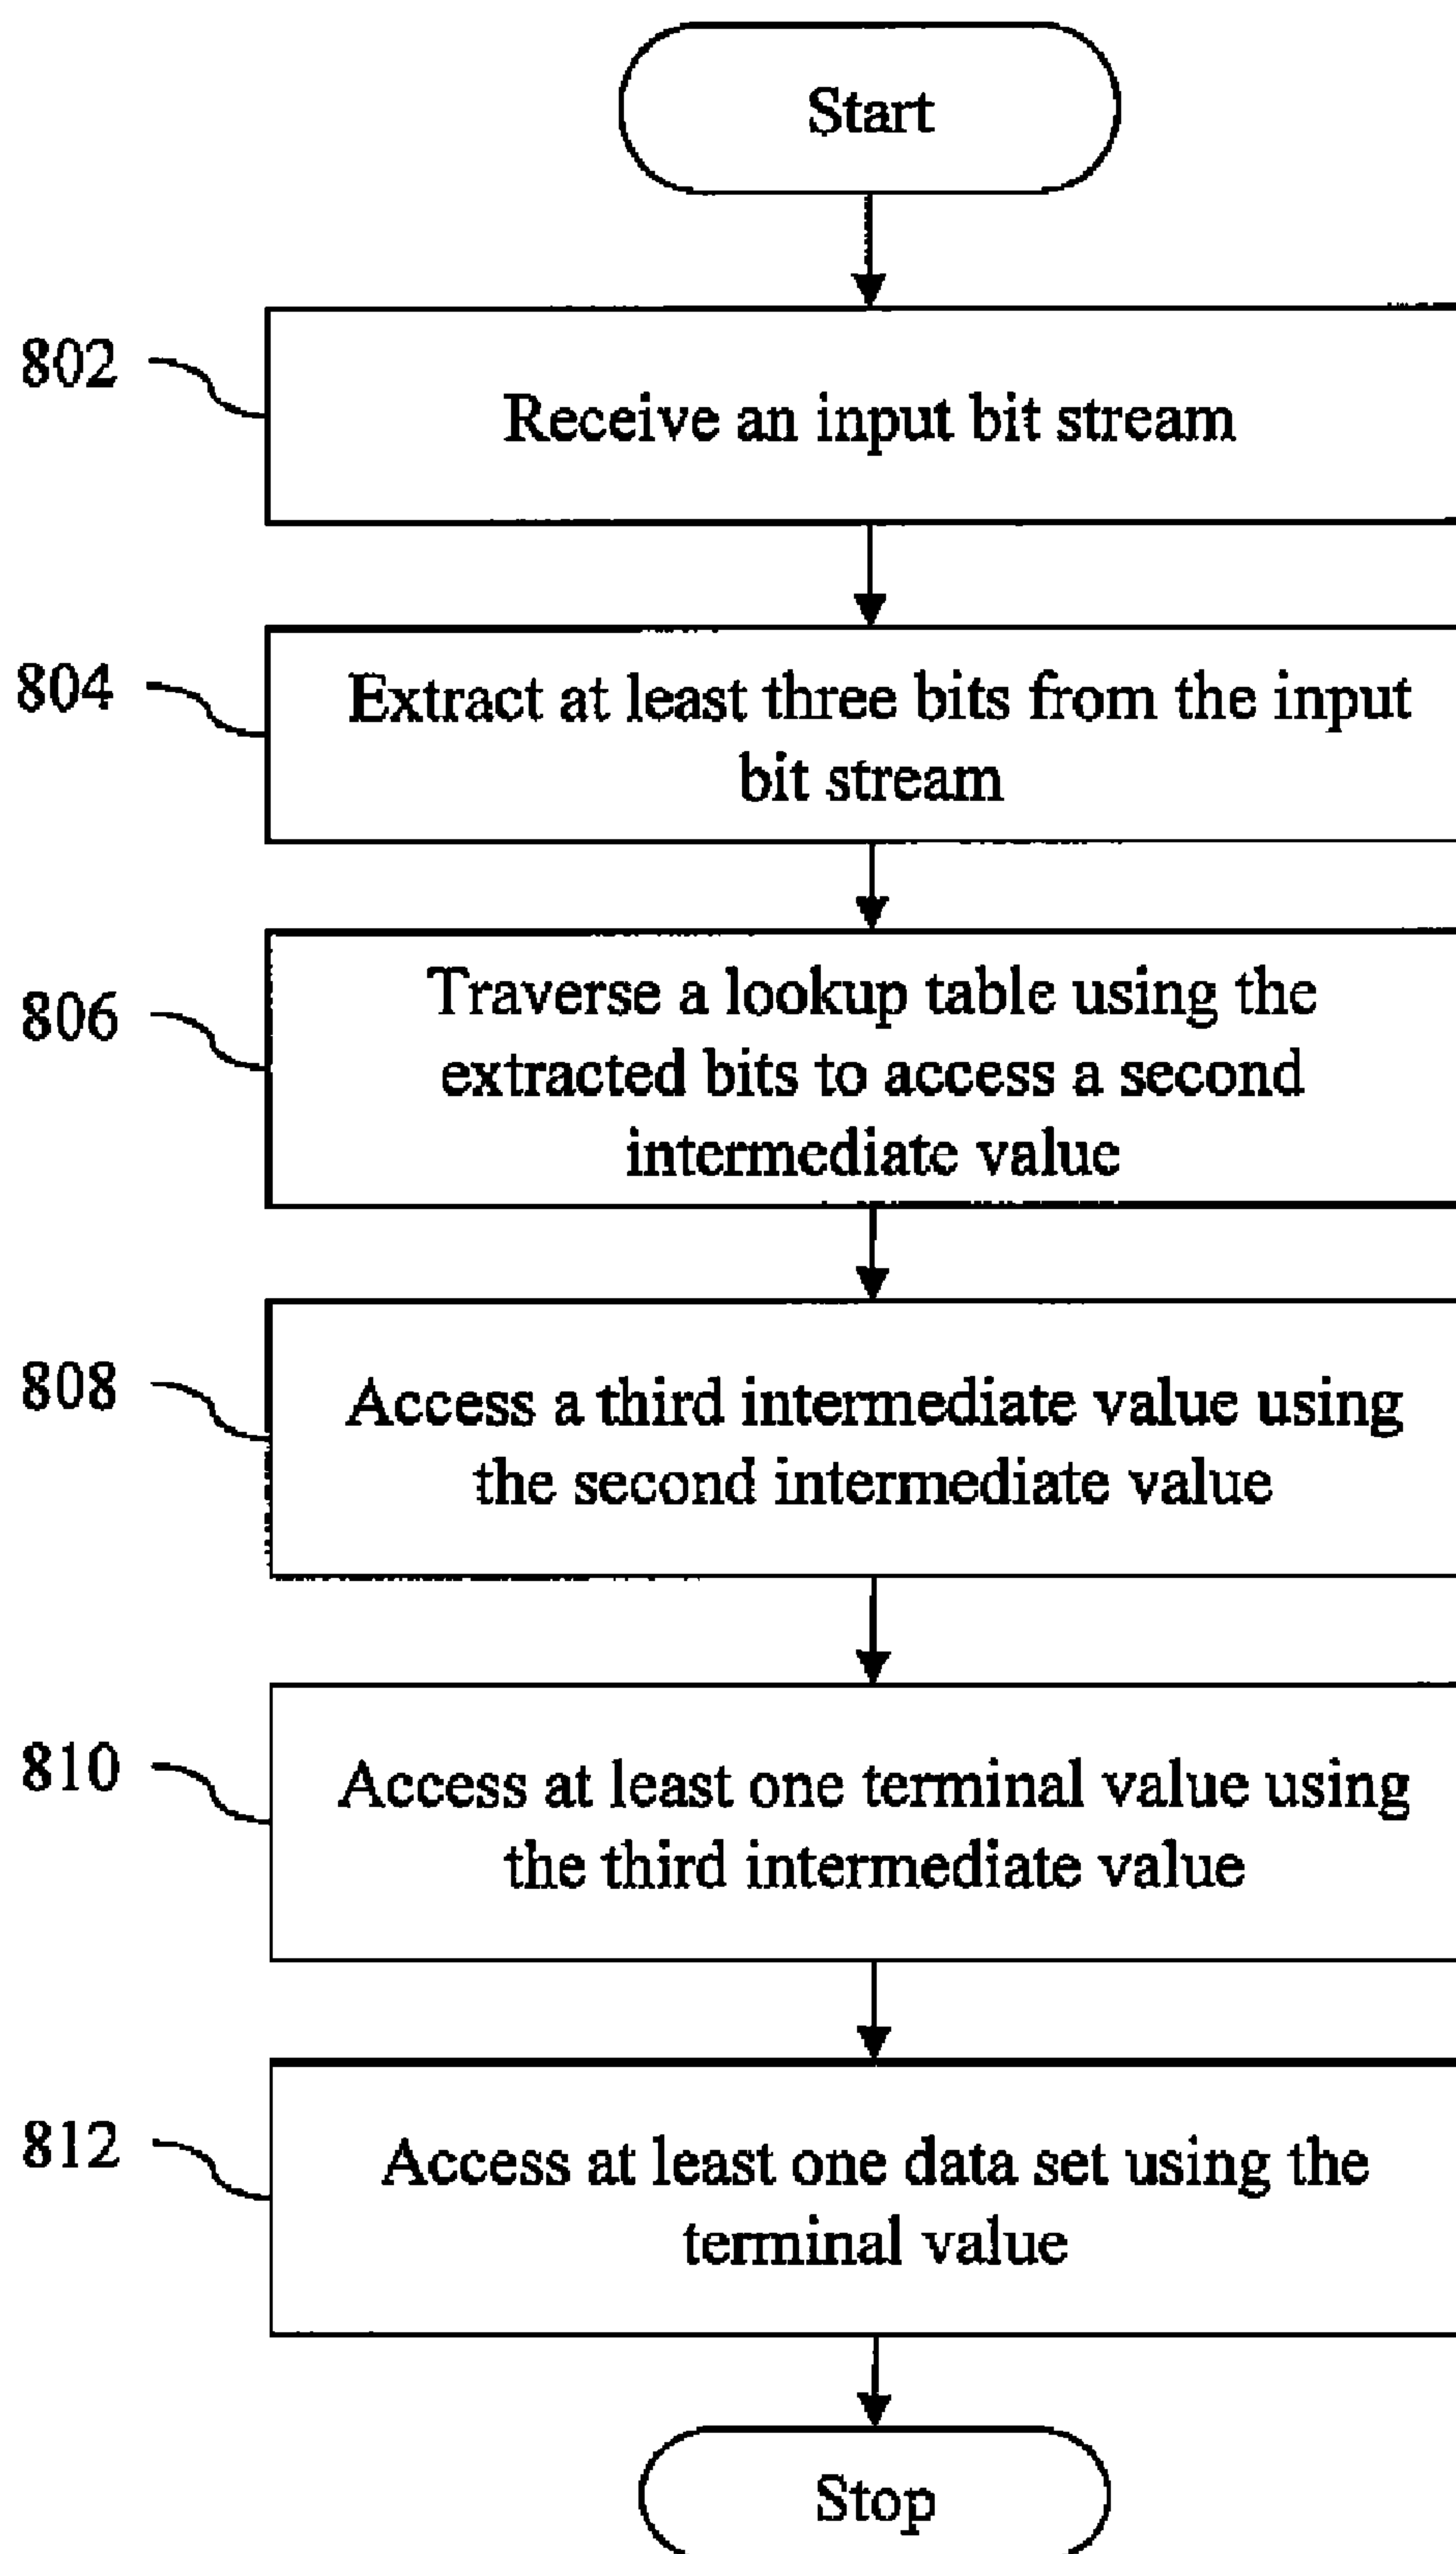 Start
802
Receive an input bit stream
804
Extract at least three bits from the input
bit stream
806
Traverse a lookup table using the
extracted bits to access a second
intermediate value
808
Access a third intermediate value using
the second intermediate value
810
Access at least one terminal value using
the third intermediate value
812
Access at least one data set using the
terminal value
Stop